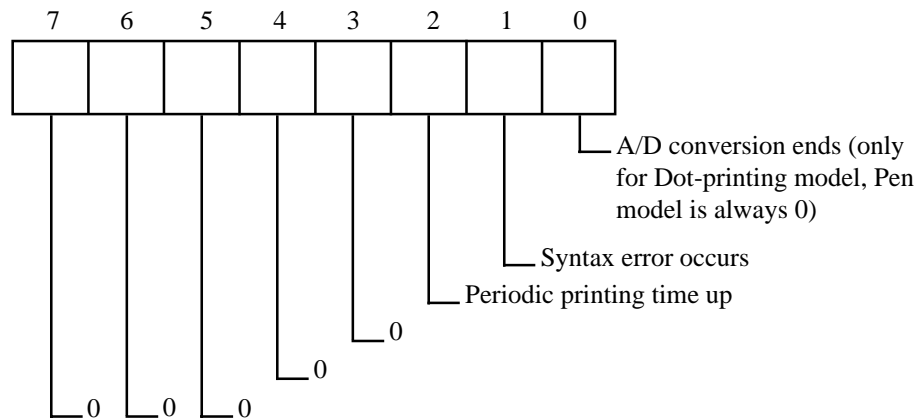 7 6 5 4 3 2 1 0
A/D conversion ends (only
for Dot-printing model, Pen
model is always 0)
Syntax error occurs
Periodic printing time up
0
0
0 0 0